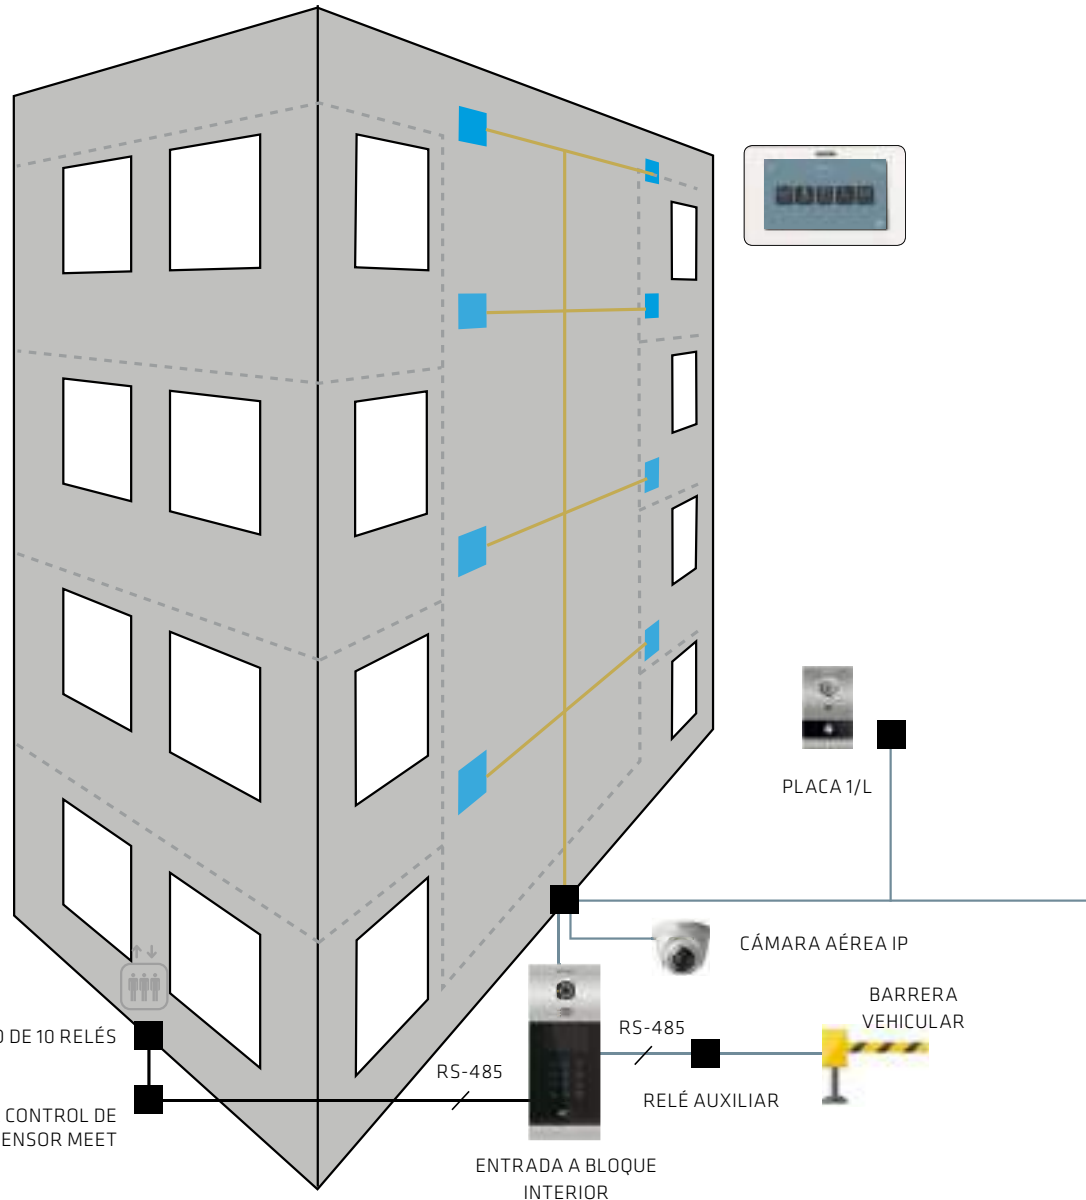 PLACA 1/L
CÁMARA AÉREA IP
BARRERA
VEHICULAR
RS-485
DE 10 RELÉS
RS-485
RELÉ AUXILIAR
CONTROL DE
MEET
ENTRADA A BLOQUE
INTERIOR